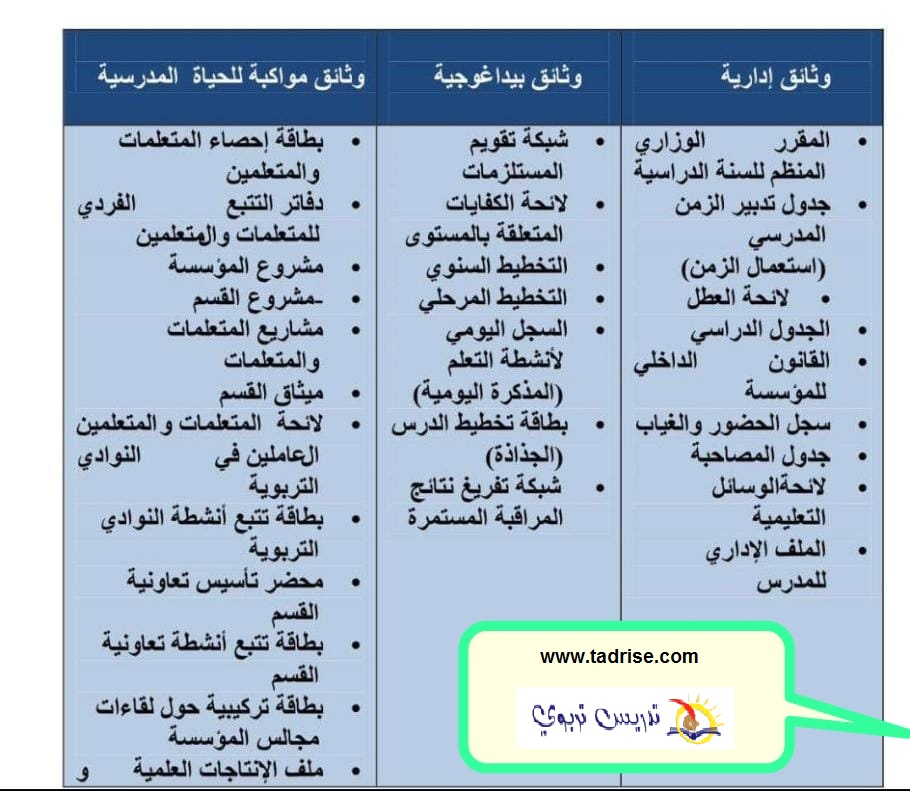 وثائق إدارية
المقرر الوزاري
المنظم للسنة الدراسية
جدول تدبير الزمن
المدرسي
(استعمال الزمن)
لائحة العطل
الجدول الدراسي
القانون الداخلي
للمؤسسة
سجل الحضور والغياب
جدول المصاحبة
لائحةالوسائل
التعليمية
الملف الإداري
للمدرس
وثائق بيداغوجية
شبكة تقويم
المستلزمات
لائحة الكفايات
المتعلقة بالمستوى
التخطيط السنوي
التخطيط المرحلي
السجل اليومي
لأنشطة التعلم
(المذكرة اليومية)
بطاقة تخطيط الدرس
(الجذاذة)
شبكة تفريغ نتائج
المراقبة المستمرة
وثائق مواكبة للحياة المدرسية
بطاقة إحصاء المتعلمات
والمتعلمين
دفاتر التتبع الفردي
للمتعلمات والمتعلمين
مشروع المؤسسة
-مشروع القسم
مشاريع المتعلمات
والمتعلمات
ميثاق القسم
لائحة المتعلمات و المتعلمين
العاملين في النوادي
التربوية
بطاقة تتبع أنشطة النوادي
التربوية
محضر تأسيس تعاونية
القسم
بطاقة تتبع أنشطة تعاونية
القسم
بطاقة تركيبية حول لقاءات
مجالس المؤسسة
ملف الإنتاجات العلمية و
www.tadrise.com
تدريس تربوي